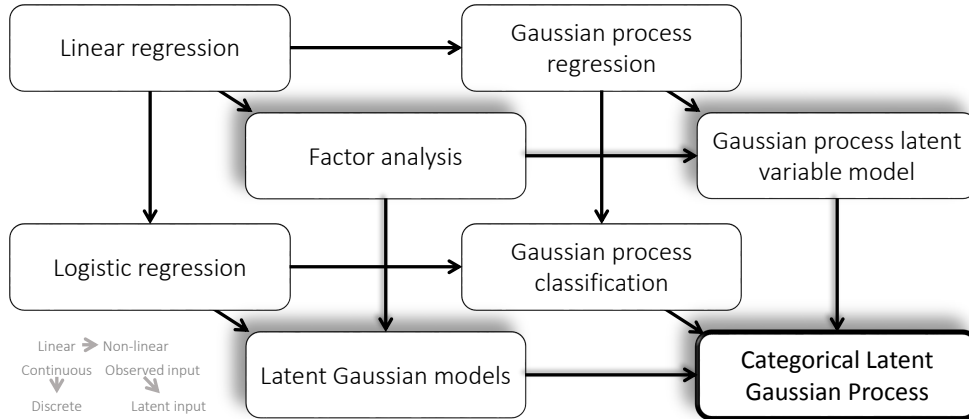 Linear regression
Gaussian process
regression
Factor analysis
Gaussian process latent
variable model
Logistic regression
Gaussian process
classification
Latent Gaussian models
Categorical Latent
Gaussian Process
Linear
Non-linear
Continuous
Observed input
Discrete
Latent input